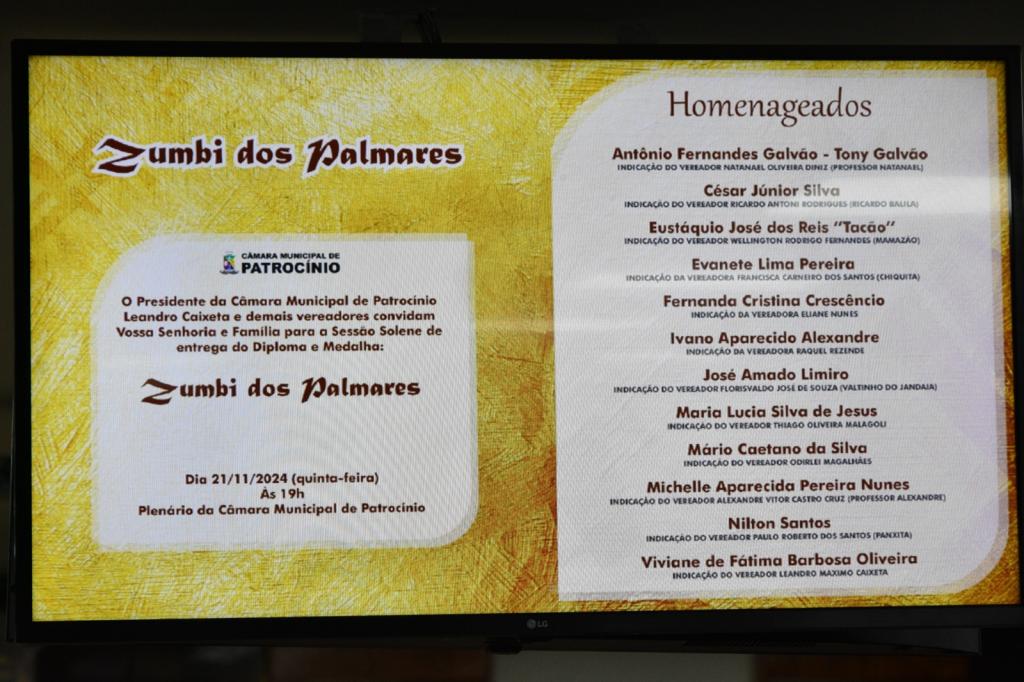 Zumbi dos Palmares
CÂMARA MUNICIPAL DE
PATROCÍNIO
O Presidente da Câmara Municipal de Patrocínio
Leandro Caixeta e demais vereadores convidam
Vossa Senhoria e Família para a Sessão Solene de
entrega do Diploma e Medalha:
Zumbi dos Palmares
Dia 21/11/2024 (quinta-feira)
Às 19h
Plenário da Câmara Municipal de Patrocínio
Homenageados
Antônio Fernandes Galvão - Tony Galvão
INDICAÇÃO DO VEREADOR NATANAEL OLIVEIRA DINIZ (PROFESSOR NATANAEL)
César Júnior Silva
INDICAÇÃO DO VEREADOR RICARDO ANTONI RODRIGUES (RICARDO BALILA)
Eustáquio José dos Reis "Tacão"
INDICAÇÃO DO VEREADOR WELLINGTON RODRIGO FERNANDES (MAMAZÃO)
Evanete Lima Pereira
INDICAÇÃO DA VEREADORA FRANCISCA CARNEIRO DOS SANTOS (CHIQUITA)
Fernanda Cristina Crescêncio
INDICAÇÃO DA VEREADORA ELIANE NUNES
Ivano Aparecido Alexandre
INDICAÇÃO DA VEREADORA RAQUEL REZENDE
José Amado Limiro
INDICAÇÃO DO VEREADOR FLORISVALDO JOSÉ DE SOUZA (VALTINHO DO JANDAIA)
Maria Lucia Silva de Jesus
INDICAÇÃO DO VEREADOR THIAGO OLIVEIRA MALAGOLI
Mário Caetano da Silva
INDICAÇÃO DO VEREADOR ODIRLEI MAGALHÃES
Michelle Aparecida Pereira Nunes
INDICAÇÃO DO VEREADOR ALEXANDRE VITOR CASTRO CRUZ (PROFESSOR ALEXANDRE)
Nilton Santos
INDICAÇÃO DO VEREADOR PAULO ROBERTO DOS SANTOS (PANXITA)
Viviane de Fátima Barbosa Oliveira
INDICAÇÃO DO VEREADOR LEANDRO MAXIMO CAIXETA
LG